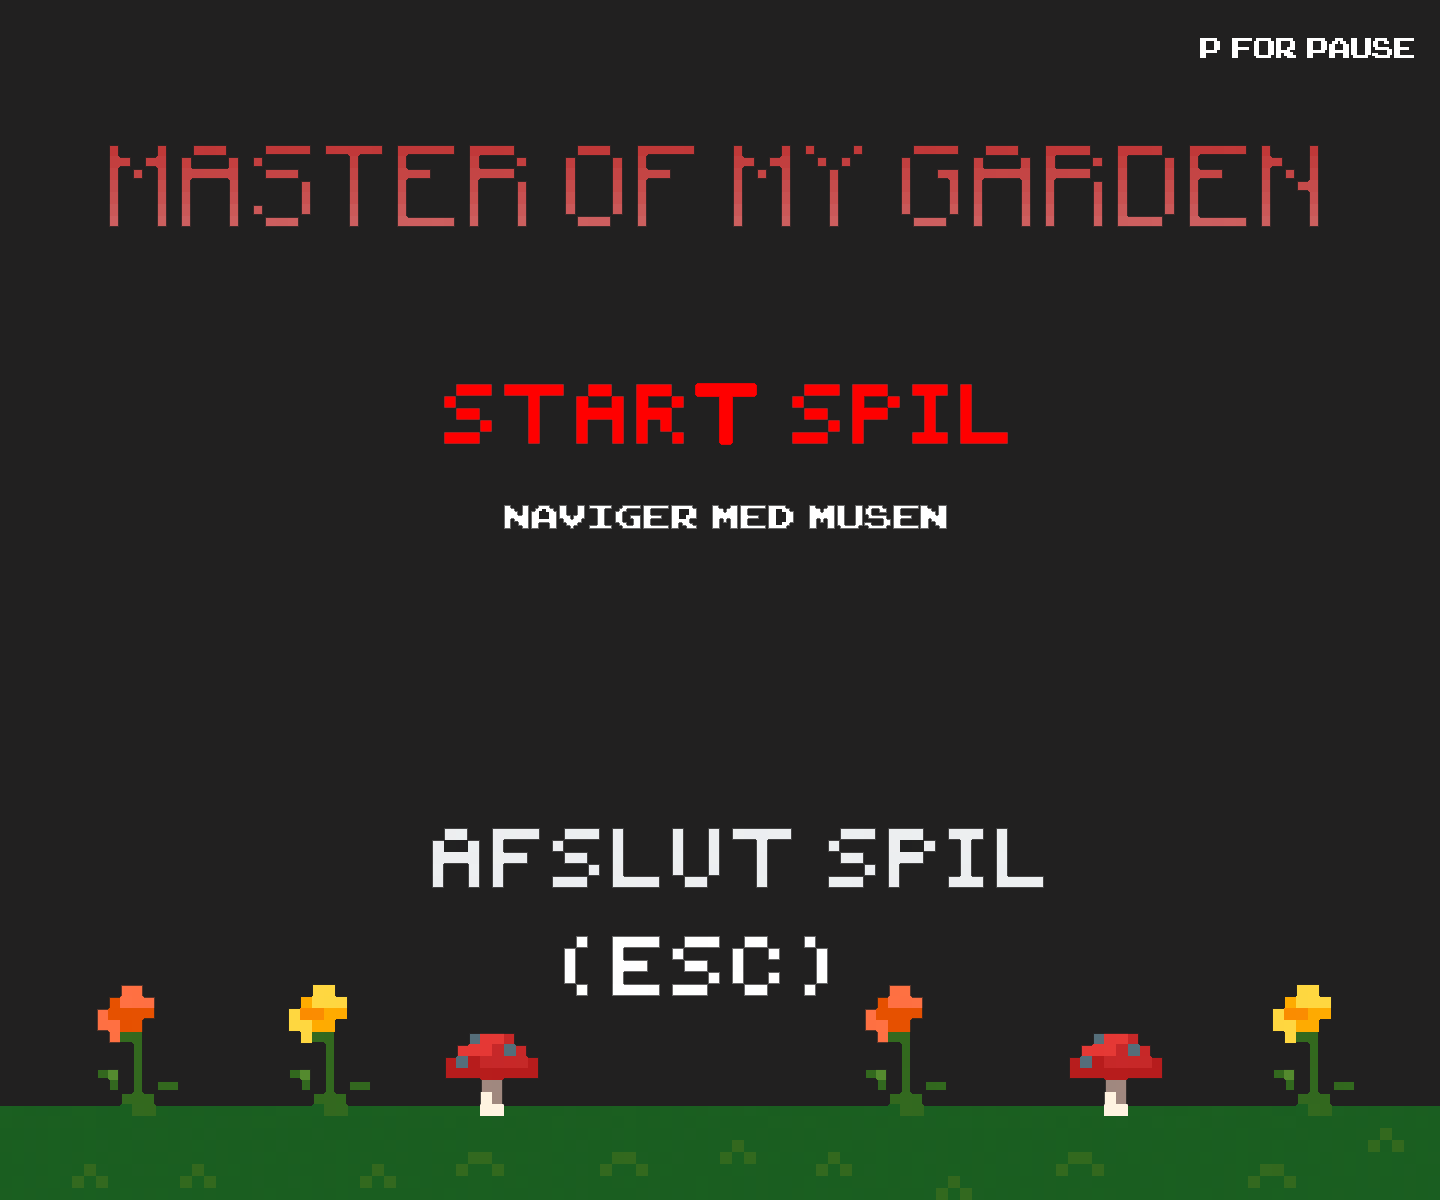 P FOR PAUSE
MASTER OF MY GARDEN
START SPIL
NAVIGER MED MUSEN
AFSLUT SPIL
(ESC)